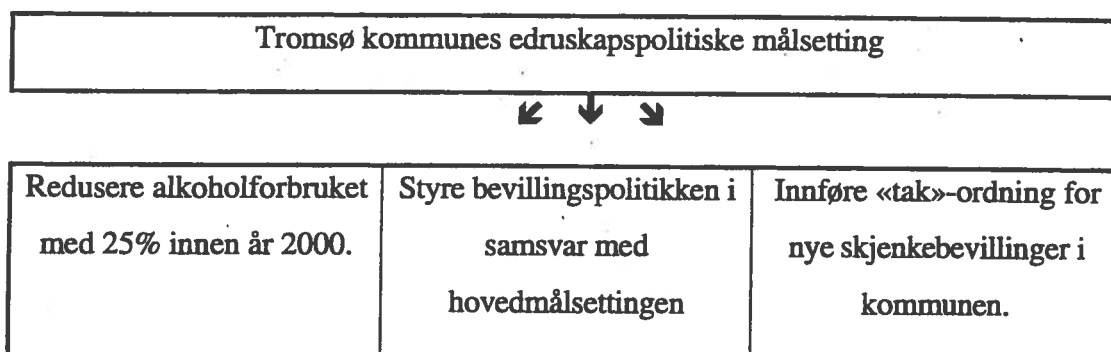 Tromsø kommunes edruskapspolitiske målsetting
Redusere alkoholforbruket
med 25% innen år 2000.
Styre bevillingspolitikken i
samsvar med
hovedmålsettingen
Innføre «tak»-ordning for
nye skjenkebevillinger i
kommunen.